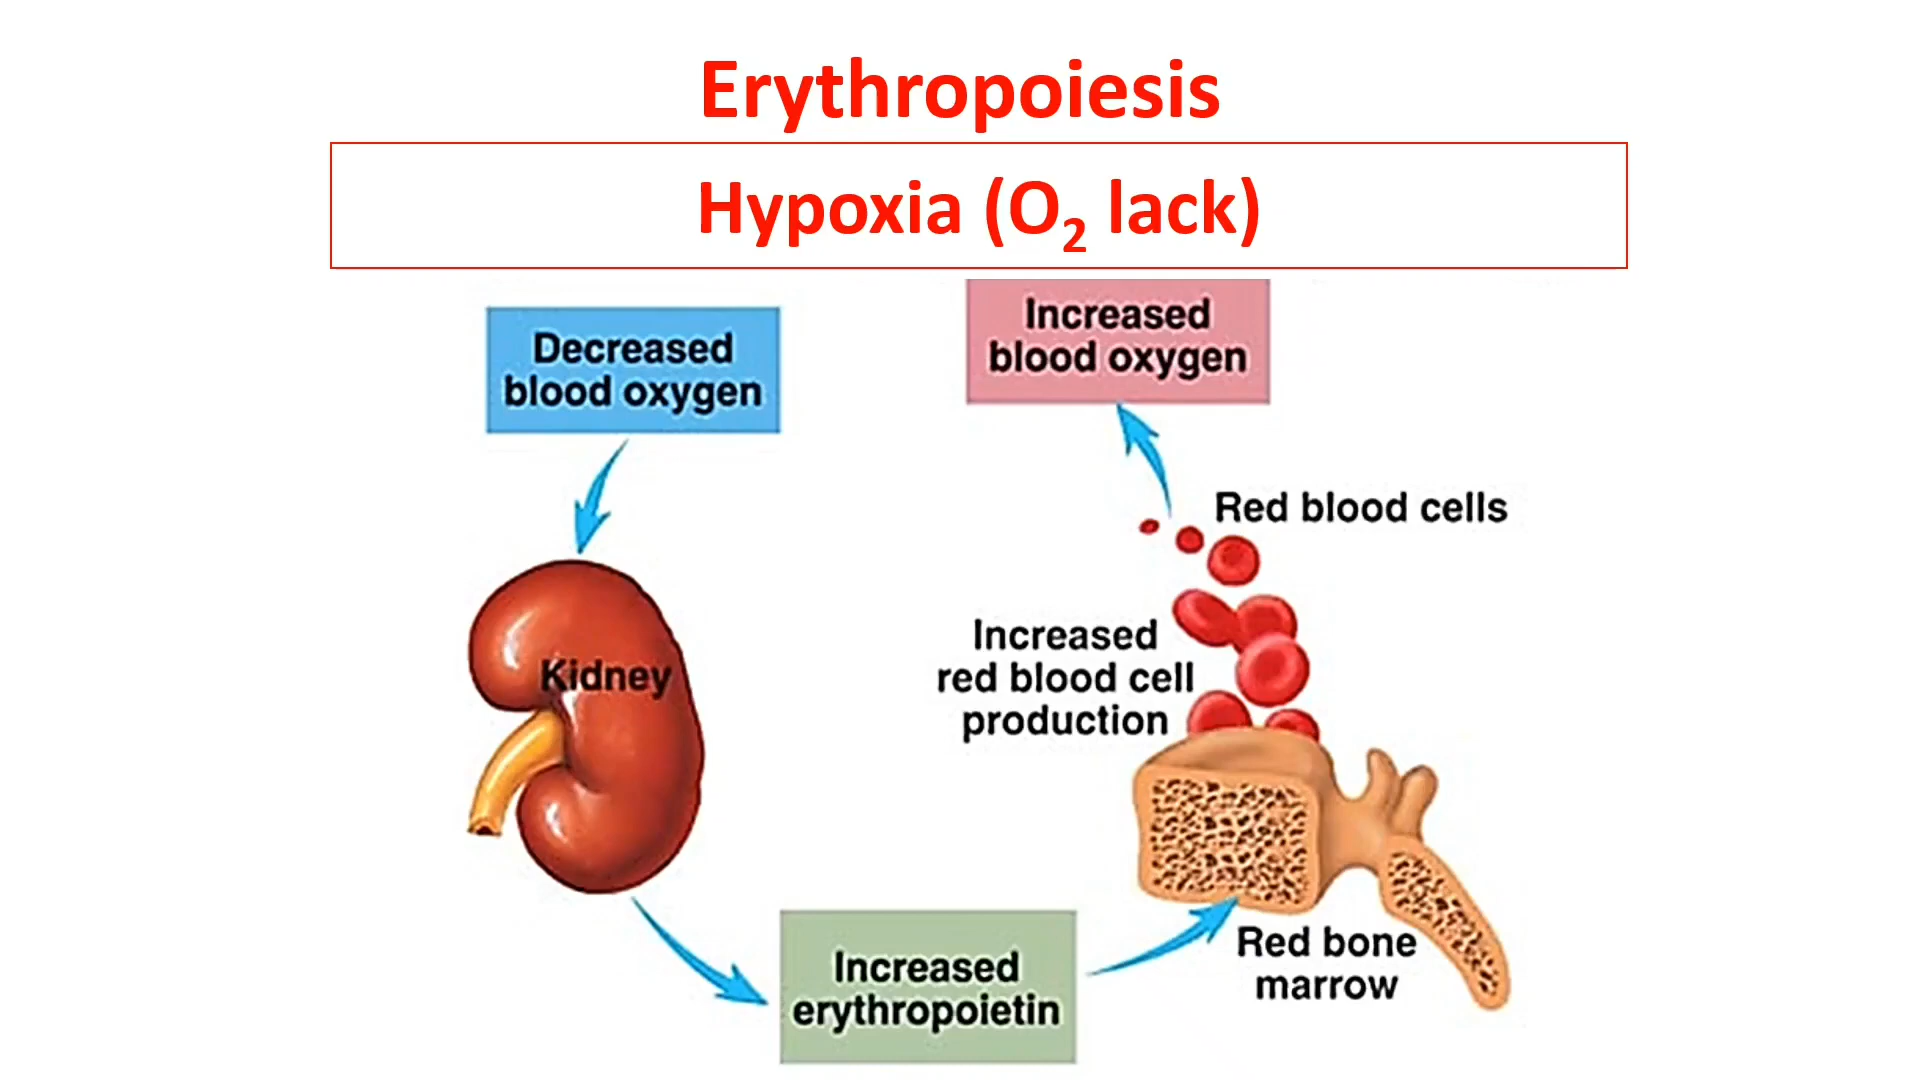 Erythropoiesis
Hypoxia (O₂ lack)
Decreased
blood oxygen
Kidney
Increased
erythropoietin
Red bone
marrow
Increased
red blood cell
production
Red blood cells
Increased
blood oxygen